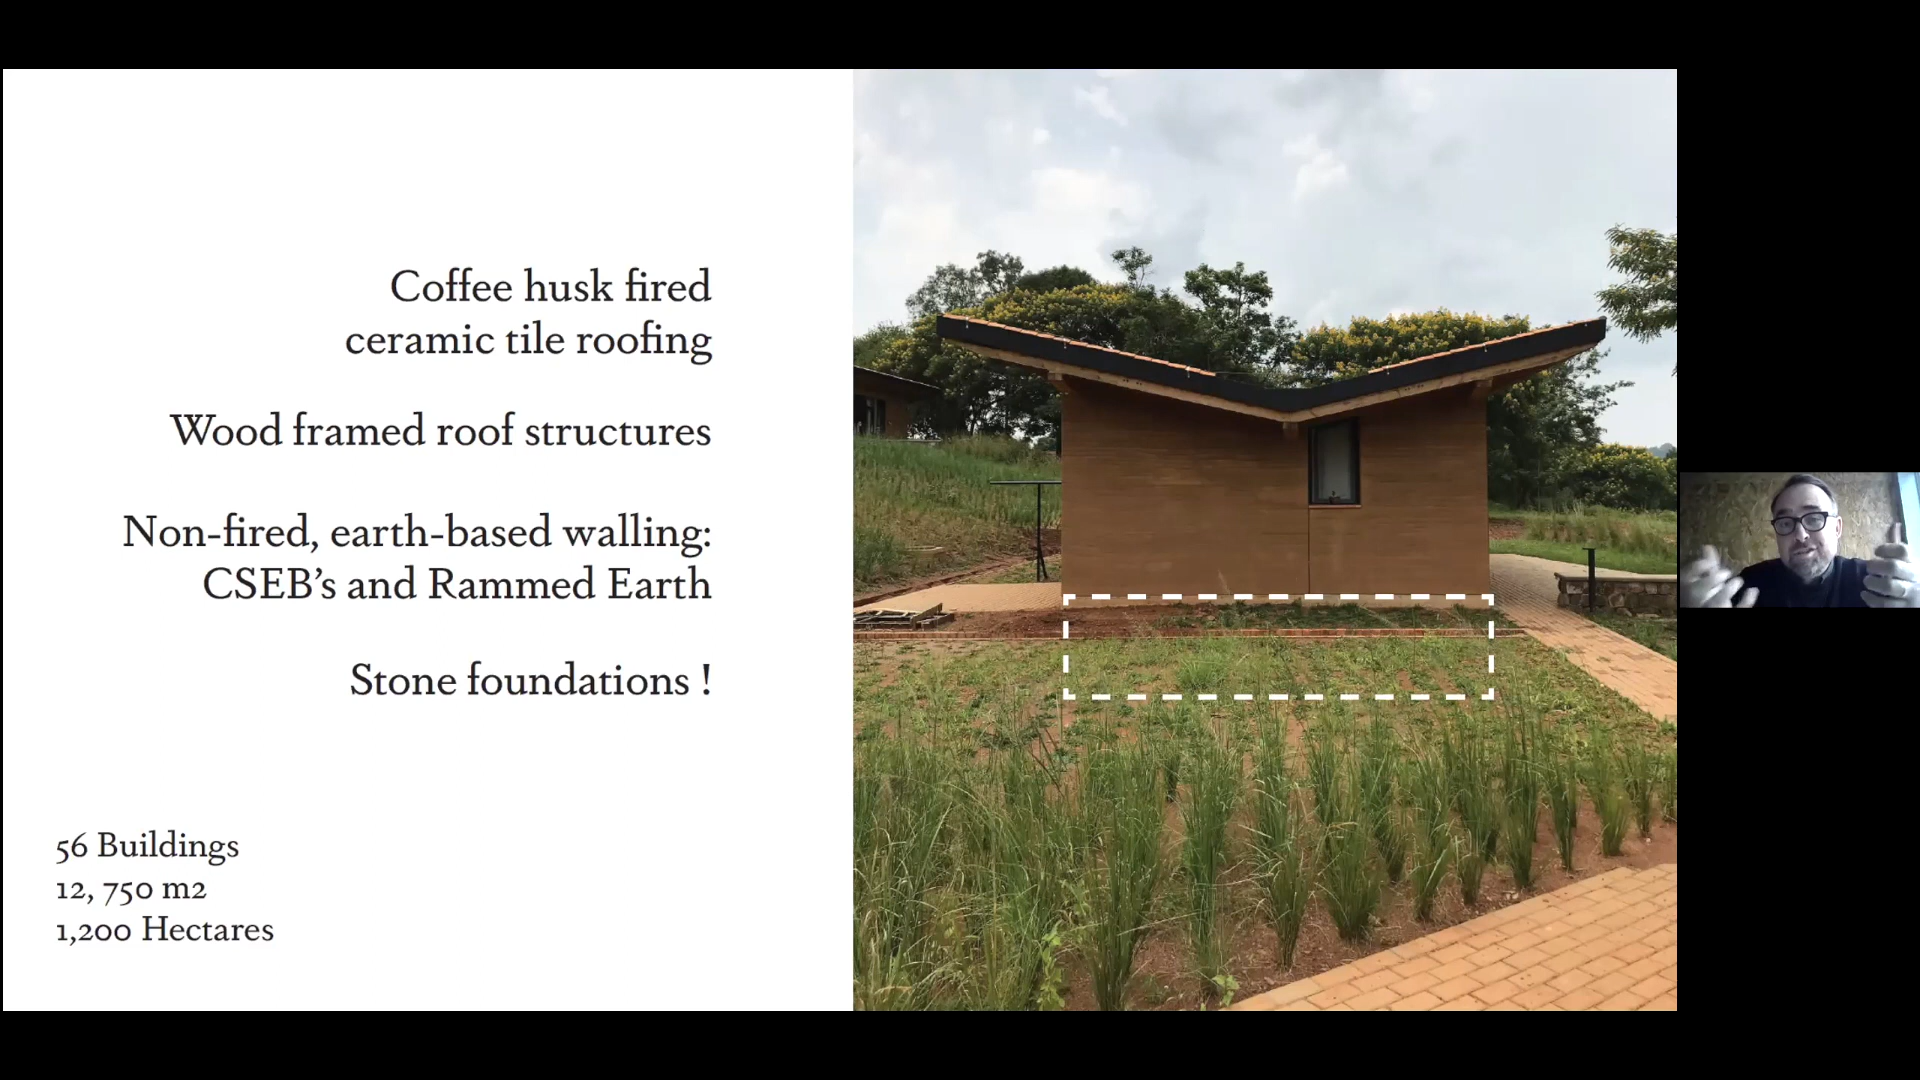 Coffee husk fired
ceramic tile roofing
Wood framed roof structures
Non-fired, earth-based walling:
CSEB’s and Rammed Earth
Stone foundations !
56 Buildings
12, 750 m2
1,200 Hectares